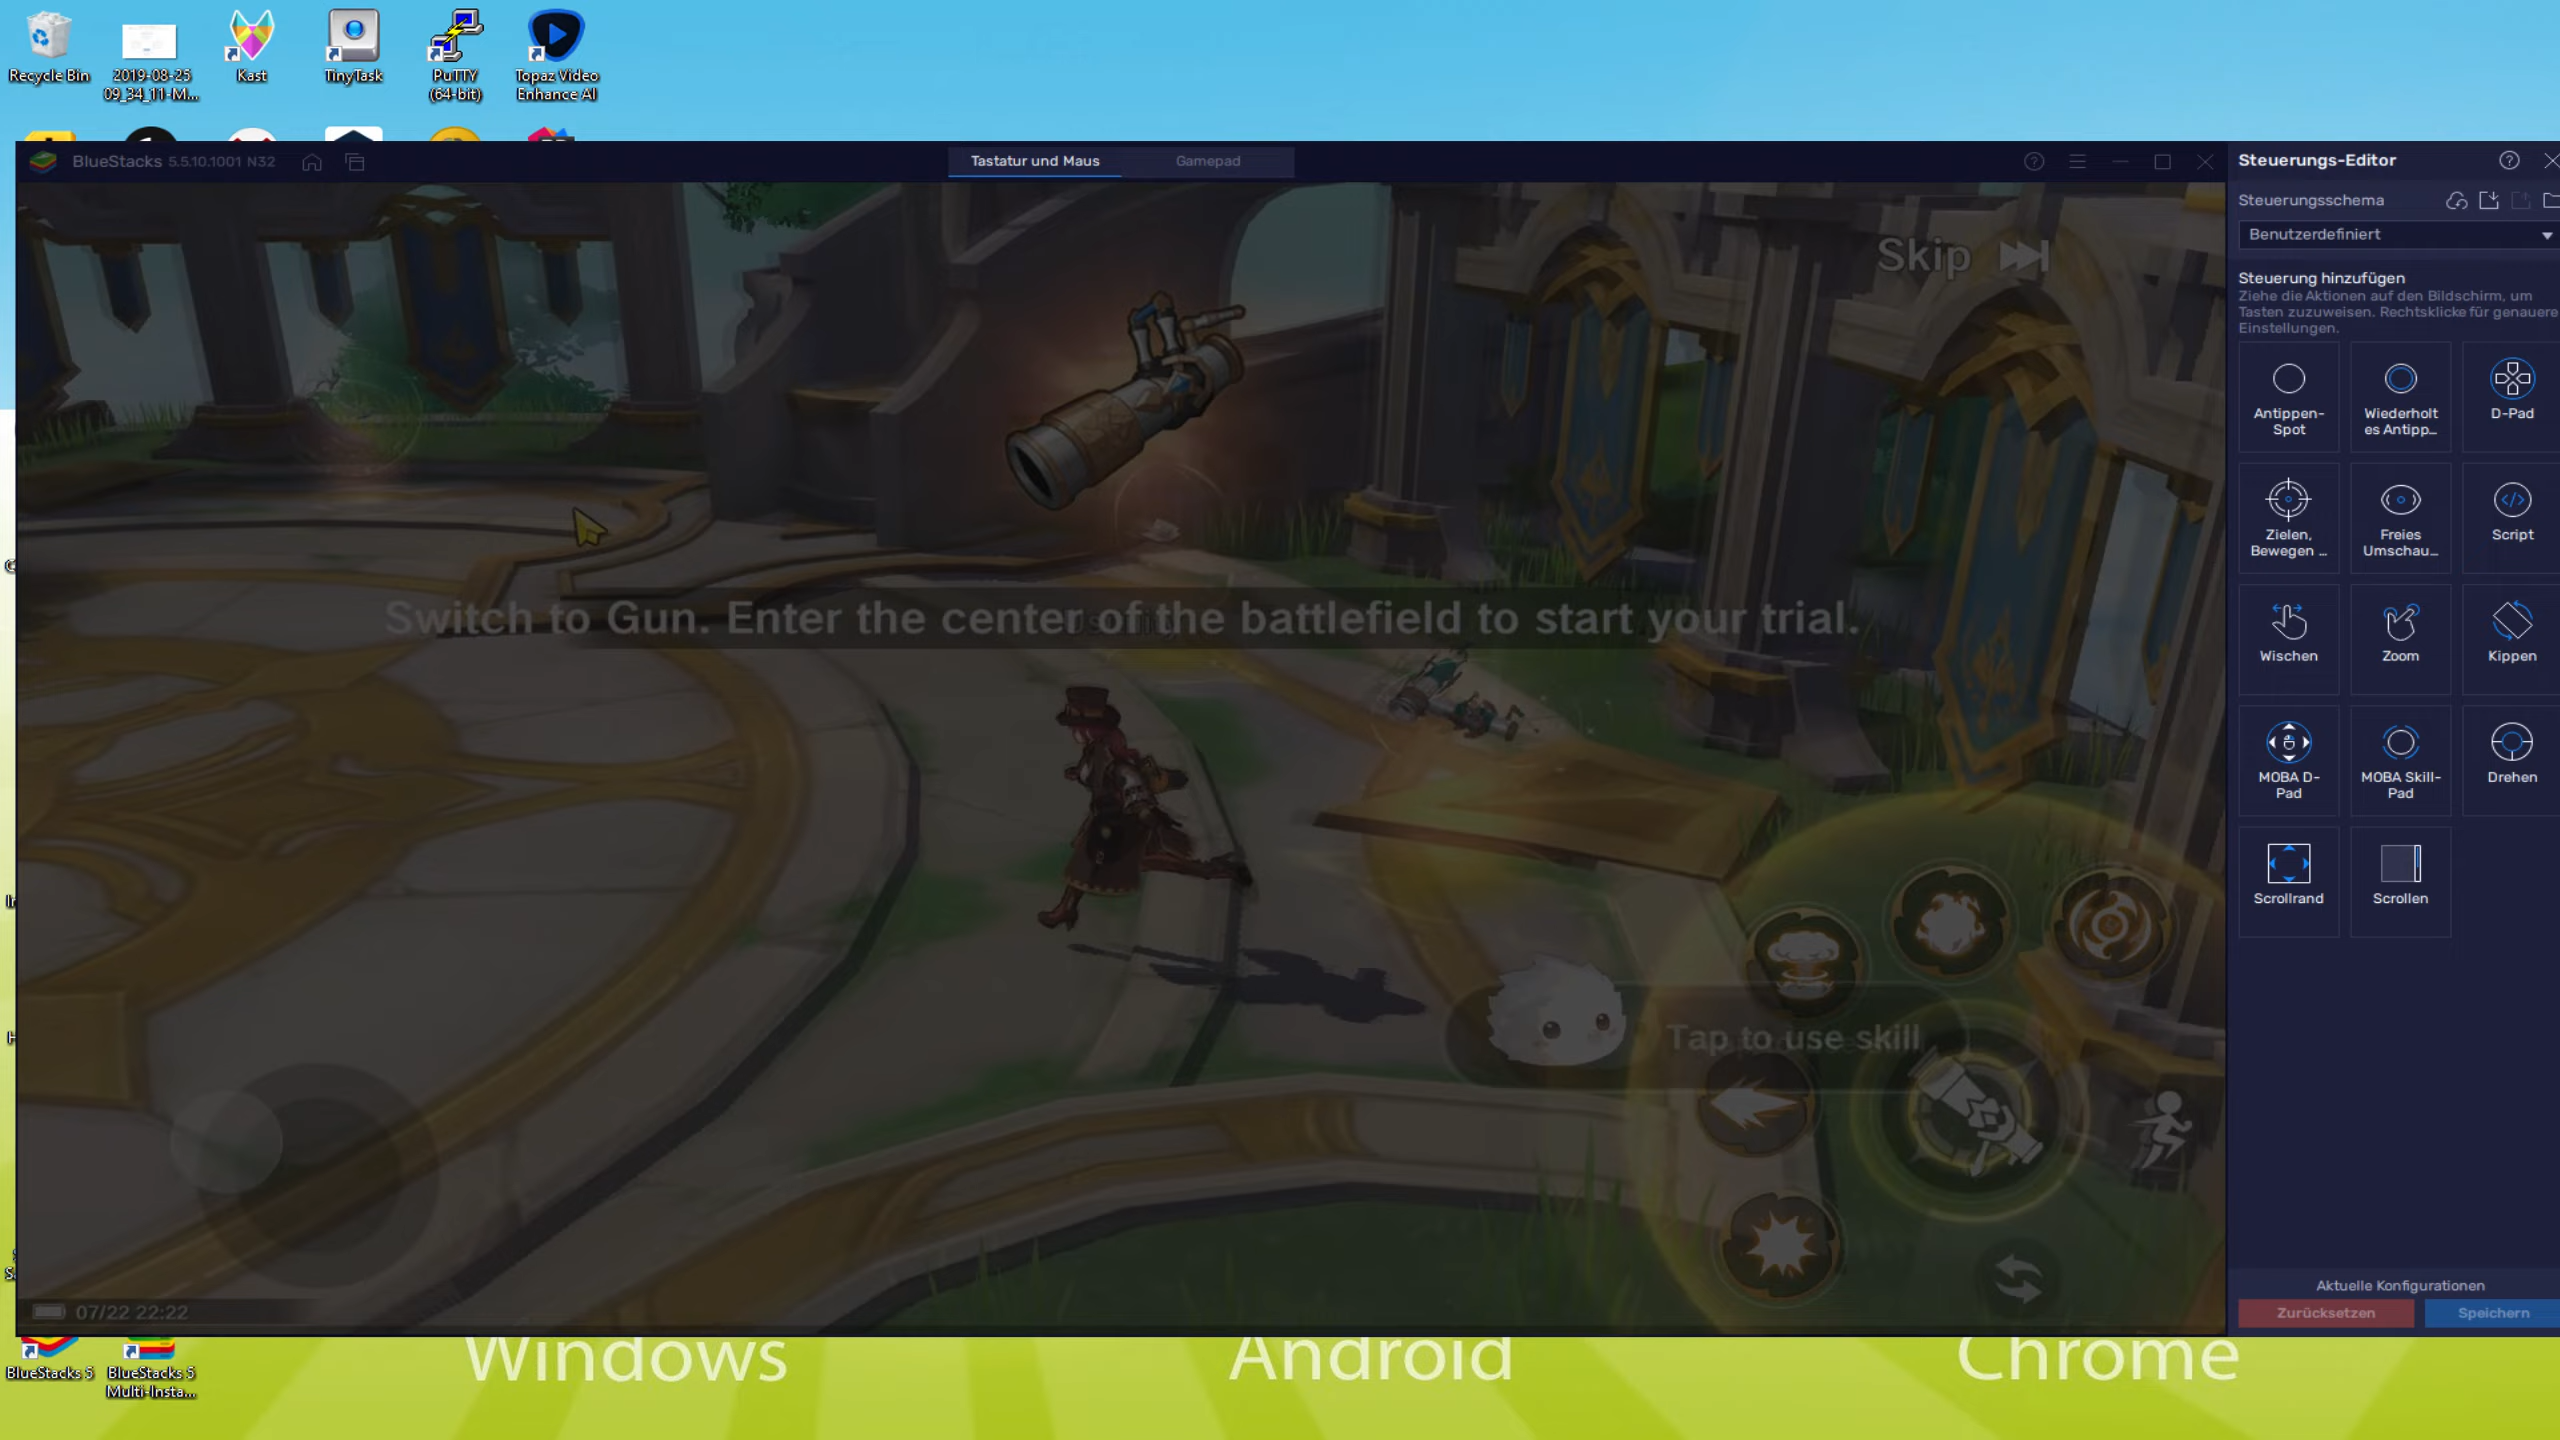 Recycle Bin
2019-08-25
09_34_11-M...
Kast
TinyTask
PuTTY
(64-bit)
Topaz Video
Enhance AI
BlueStacks 5.5.10.1001 N32
Tastatur und Maus
Gamepad
Steuerungs-Editor
Steuerungsschema
Benutzerdefiniert
Steuerung hinzufügen
Ziehe die Aktionen auf den Bildschirm, um
Tasten zuzuweisen. Rechtsklicke für genauere
Einstellungen.
Antippen-
Spot
Wiederholt
es Antipp...
D-Pad
Zielen,
Bewegen ...
Freies
Umschau...
Script
Wischen
Zoom
Kippen
MOBA D-
Pad
MOBA Skill-
Pad
Drehen
Scrollrand
Scrollen
Skip
Switch to Gun. Enter the center of the battlefield to start your trial.
Tap to use skill
07/22 22:22
Aktuelle Konfigurationen
Zurücksetzen
Speichern
BlueStacks 5
BlueStacks 5
Multi-Insta...
Windows
Android
Chrome